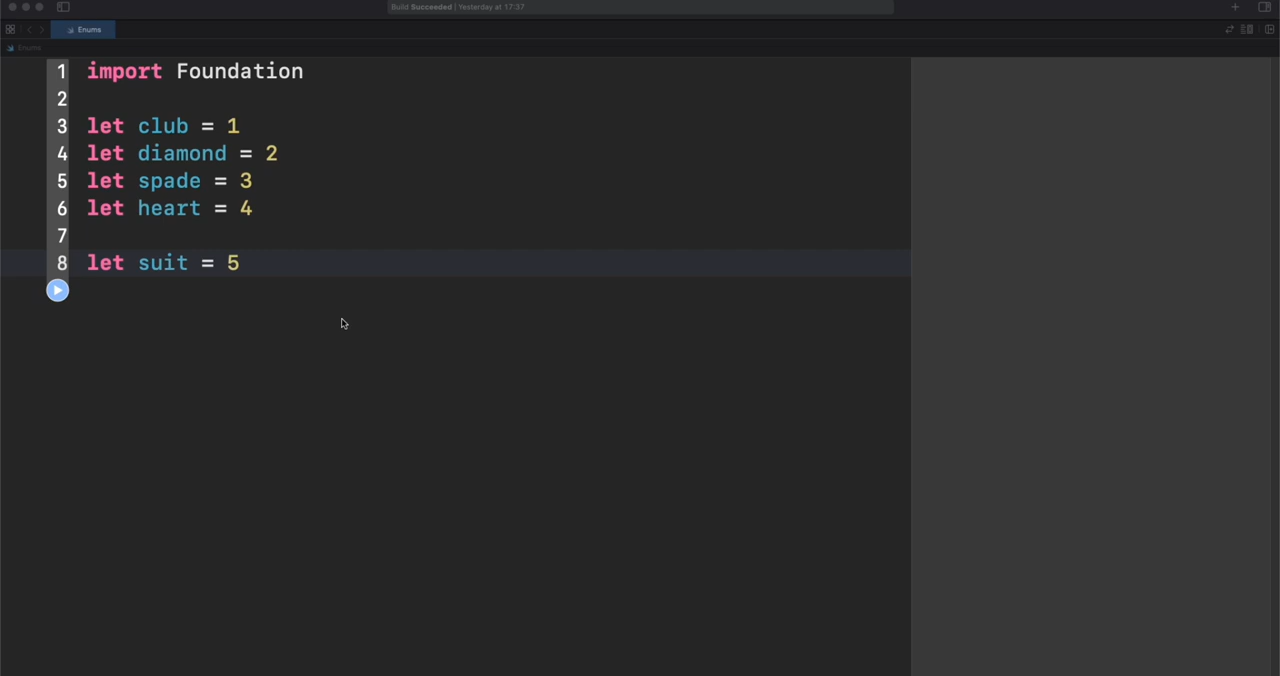 Build Succeeded | Yesterday at 17:37
Enums
Enums
1 import Foundation
2
3 let club = 1
4 let diamond = 2
5 let spade = 3
6 let heart = 4
7
8 let suit = 5